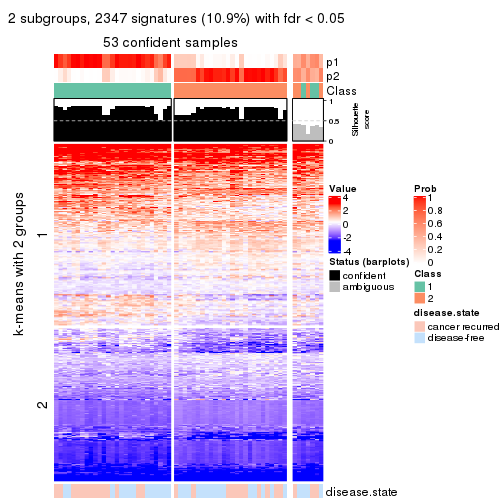 2 subgroups, 2347 signatures (10.9%) with fdr < 0.05
53 confident samples
p1
p2
Class
1
0.5
0
Silhouette
score
k-means with 2 groups
1
2
Value
4
2
0
-2
-4
Status (barplots)
confident
ambiguous
Prob
1
0.8
0.6
0.4
0.2
0
Class
1
2
disease.state
cancer recurred
disease-free
disease.state